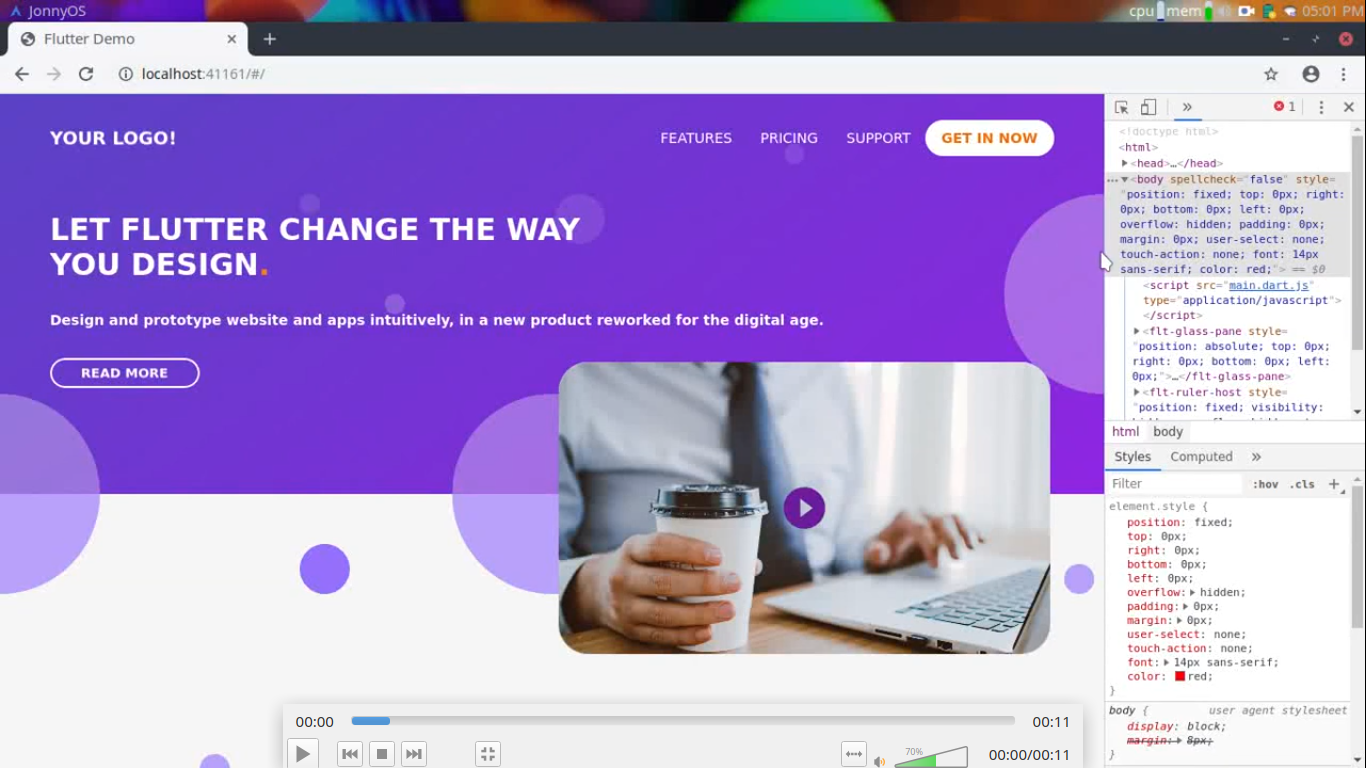 JonnyOS
cpu mem 05:01 PM
Flutter Demo
localhost:41161/#/
YOUR LOGO!
FEATURES PRICING SUPPORT GET IN NOW
LET FLUTTER CHANGE THE WAY
YOU DESIGN.
Design and prototype website and apps intuitively, in a new product reworked for the digital age.
READ MORE
00:00 00:11
70%
00:00/00:11
1
<!doctype html>
<html>
<head>…</head>
<body spellcheck="false" style=
"position: fixed; top: 0px; right:
0px; bottom: 0px; left: 0px;
overflow: hidden; padding: 0px;
margin: 0px; user-select: none;
touch-action: none; font: 14px
sans-serif; color: red;"> == $0
<script src="main.dart.js"
type="application/javascript">
</script>
<flt-glass-pane style=
"position: absolute; top: 0px;
right: 0px; bottom: 0px; left:
0px;">…</flt-glass-pane>
<flt-ruler-host style=
"position: fixed; visibility:
html body
Styles Computed
Filter :hov .cls
element.style {
position: fixed;
top: 0px;
right: 0px;
bottom: 0px;
left: 0px;
overflow: hidden;
padding: 0px;
margin: 0px;
user-select: none;
touch-action: none;
font: 14px sans-serif;
color: red;
}
body { user agent stylesheet
display: block;
margin: 8px;
}